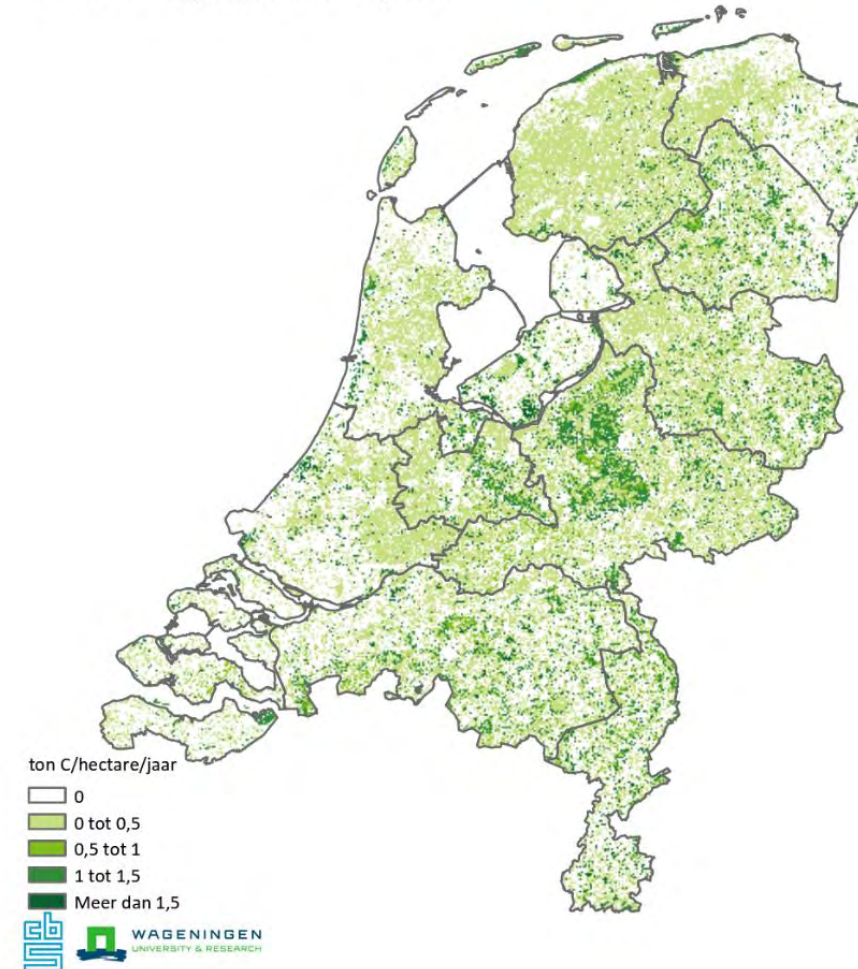 ton C/hectare/jaar
0
0 tot 0,5
0,5 tot 1
1 tot 1,5
Meer dan 1,5
cbs
WAGENINGEN
UNIVERSITY & RESEARCH